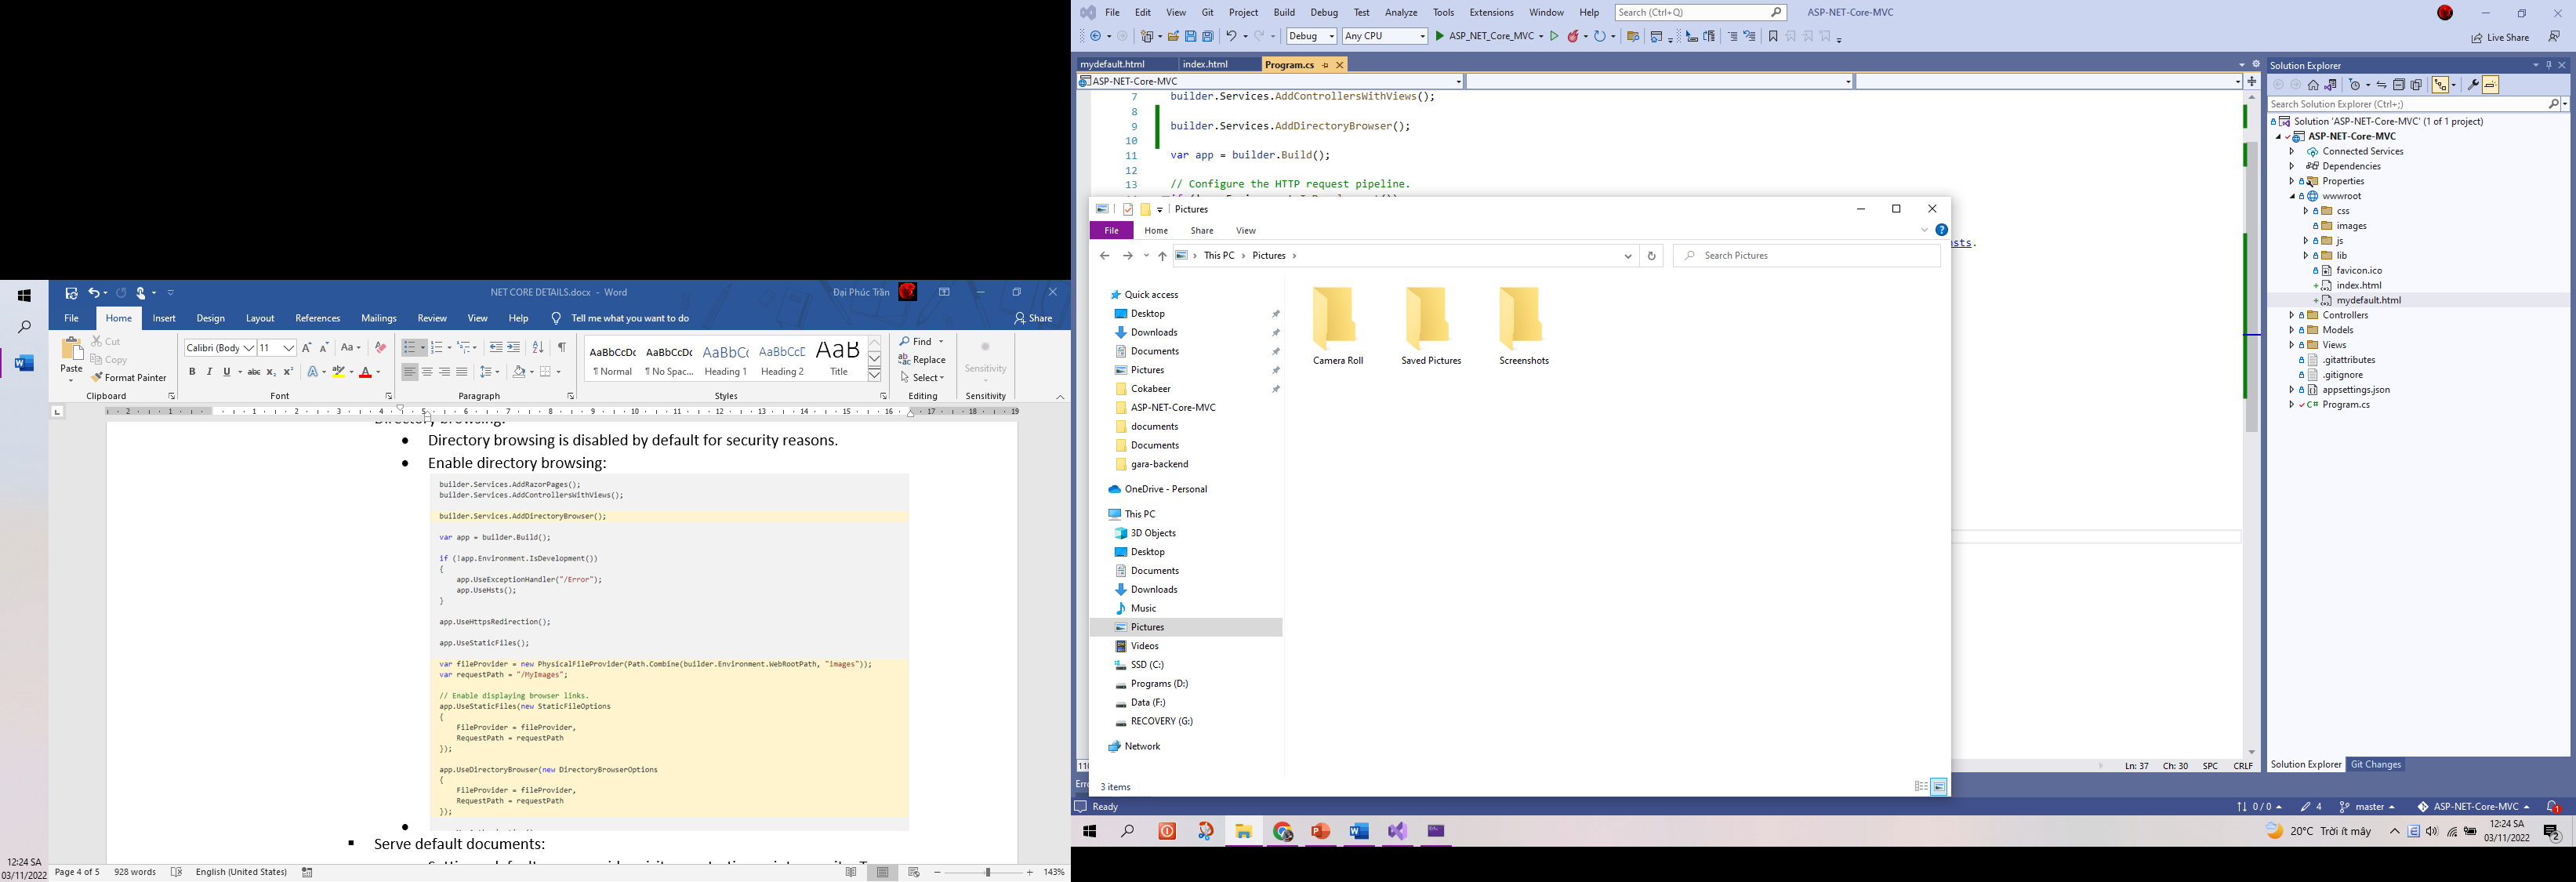 NET CORE DETAILS.docx - Word
Đại Phúc Trần
File Home Insert Design Layout References Mailings Review View Help Tell me what you want to do Share
Paste
Cut
Copy
Format Painter
Clipboard
Calibri (Body 11
Font
Paragraph
AaBbCcDc AaBbCcDc AaBbCc AaBbCcE AaB
¶ Normal ¶ No Spac... Heading 1 Heading 2 Title
Styles
Find
Replace
Select
Editing
Sensitivity
Sensitivity
Directory browsing:
Directory browsing is disabled by default for security reasons.
Enable directory browsing:
builder.Services.AddRazorPages();
builder.Services.AddControllersWithViews();
builder.Services.AddDirectoryBrowser();
var app = builder.Build();
if (!app.Environment.IsDevelopment())
{
app.UseExceptionHandler("/Error");
app.UseHsts();
}
app.UseHttpsRedirection();
app.UseStaticFiles();
var fileProvider = new PhysicalFileProvider(Path.Combine(builder.Environment.WebRootPath, "images"));
var requestPath = "/MyImages";
// Enable displaying browser links.
app.UseStaticFiles(new StaticFileOptions
{
FileProvider = fileProvider,
RequestPath = requestPath
});
app.UseDirectoryBrowser(new DirectoryBrowserOptions
{
FileProvider = fileProvider,
RequestPath = requestPath
});
Serve default documents:
12:24 SA
03/11/2022
Page 4 of 5 928 words English (United States) 143%
File Edit View Git Project Build Debug Test Analyze Tools Extensions Window Help Search (Ctrl+Q) ASP-NET-Core-MVC
Debug Any CPU ASP_NET_Core_MVC Live Share
mydefault.html index.html Program.cs
ASP-NET-Core-MVC
7 builder.Services.AddControllersWithViews();
8
9 builder.Services.AddDirectoryBrowser();
10
11 var app = builder.Build();
12
13 // Configure the HTTP request pipeline.
Pictures
File Home Share View
This PC > Pictures >
Search Pictures
Quick access
Desktop
Downloads
Documents
Pictures
Cokabeer
ASP-NET-Core-MVC
documents
Documents
gara-backend
OneDrive - Personal
This PC
3D Objects
Desktop
Documents
Downloads
Music
Pictures
Videos
SSD (C:)
Programs (D:)
Data (F:)
RECOVERY (G:)
Network
Camera Roll Saved Pictures Screenshots
3 items
Ln: 37 Ch: 30 SPC CRLF
Solution Explorer
Search Solution Explorer (Ctrl+;)
Solution 'ASP-NET-Core-MVC' (1 of 1 project)
ASP-NET-Core-MVC
Connected Services
Dependencies
Properties
wwwroot
css
images
js
lib
favicon.ico
index.html
mydefault.html
Controllers
Models
Views
.gitattributes
.gitignore
appsettings.json
C# Program.cs
Solution Explorer Git Changes
Ready
0 / 0 4 master ASP-NET-Core-MVC 1
20°C Trời ít mây
12:24 SA
03/11/2022
2